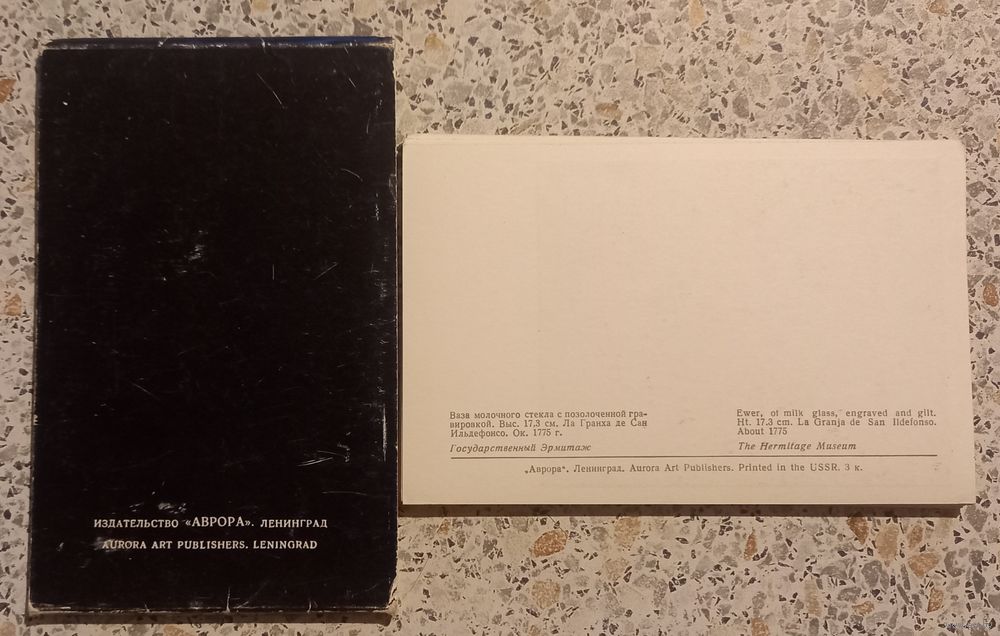 ИЗДАТЕЛЬСТВО «АВРОРА». ЛЕНИНГРАД
AURORA ART PUBLISHERS. LENINGRAD
Ваза молочного стекла с позолоченной гра-
вировкой. Выс. 17,3 см. Ла Гранха де Сан
Ильдефонсо. Ок. 1775 г.
Государственный Эрмитаж
Ewer, of milk glass, engraved and gilt.
Ht. 17.3 cm. La Granja de San Ildefonso.
About 1775
The Hermitage Museum
„Аврора“. Ленинград. Aurora Art Publishers. Printed in the USSR. 3 к.